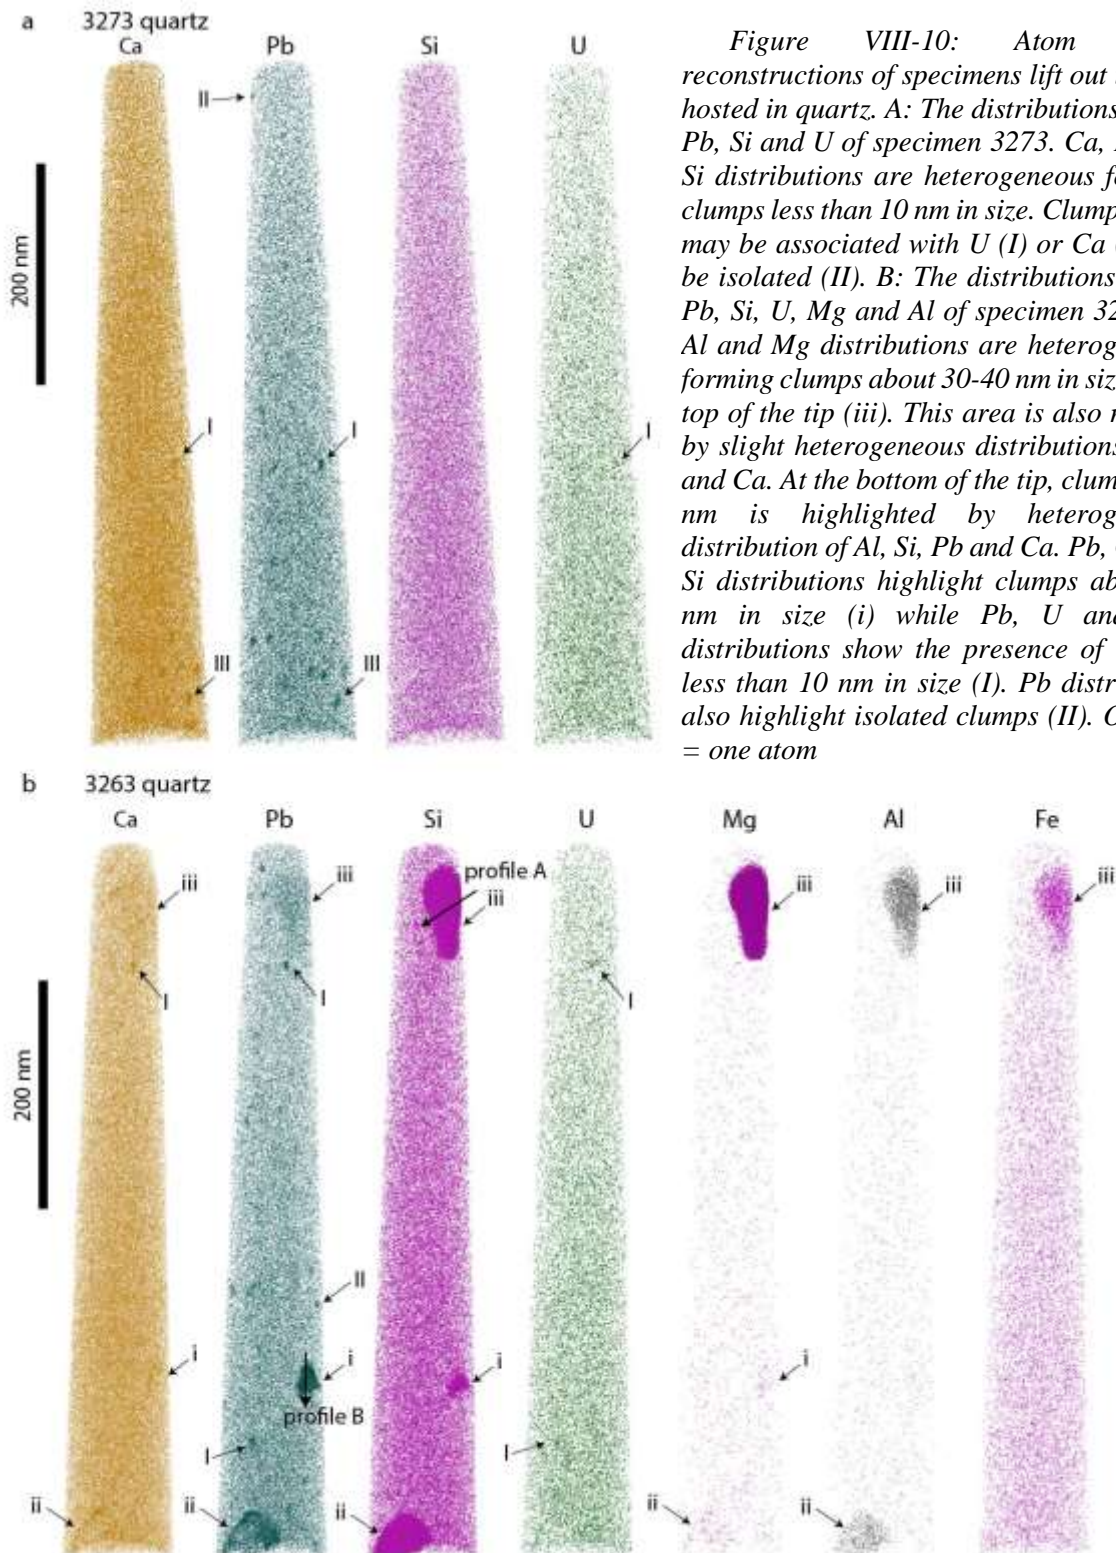 a
3273 quartz
Ca Pb Si U
II
200 nm
I I I
III III
Figure VIII-10: Atom
reconstructions of specimens lift out
hosted in quartz. A: The distributions
Pb, Si and U of specimen 3273. Ca,
Si distributions are heterogeneous fo
clumps less than 10 nm in size. Clump
may be associated with U (I) or Ca (
be isolated (II). B: The distributions
Pb, Si, U, Mg and Al of specimen 32
Al and Mg distributions are heterog
forming clumps about 30-40 nm in siz
top of the tip (iii). This area is also
by slight heterogeneous distributions
and Ca. At the bottom of the tip, clum
nm is highlighted by heterog
distribution of Al, Si, Pb and Ca. Pb,
Si distributions highlight clumps ab
nm in size (i) while Pb, U and
distributions show the presence of
less than 10 nm in size (I). Pb distr
also highlight isolated clumps (II).
= one atom
b
3263 quartz
Ca Pb Si U Mg Al Fe
profile A
iii iii iii iii iii iii
I I I
200 nm
II
i i i i
profile B
I I
ii ii ii ii ii